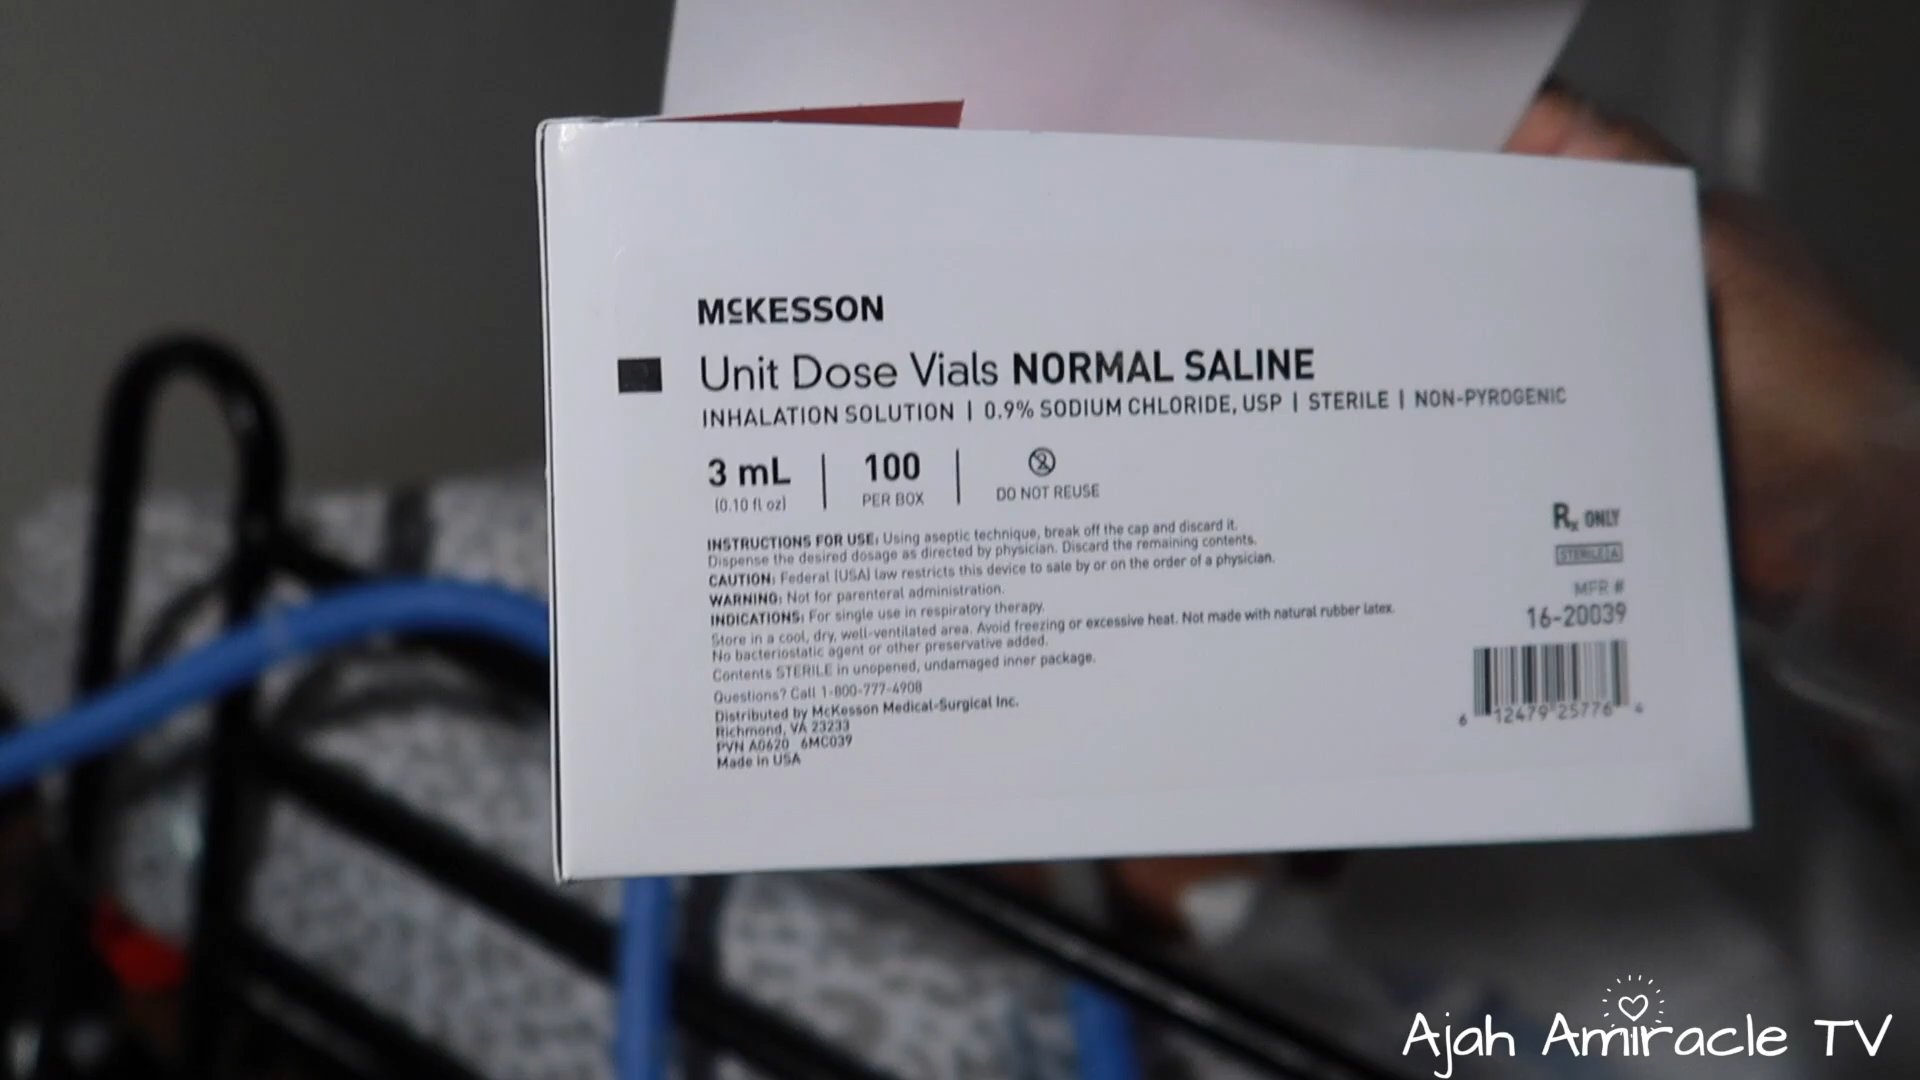 McKESSON
Unit Dose Vials NORMAL SALINE
INHALATION SOLUTION | 0.9% SODIUM CHLORIDE, USP | STERILE | NON-PYROGENIC
3 mL
(0.10 fl oz)
100
PER BOX
2
DO NOT REUSE
INSTRUCTIONS FOR USE: Using aseptic technique, break off the cap and discard it.
Dispense the desired dosage as directed by physician. Discard the remaining contents.
CAUTION: Federal (USA) law restricts this device to sale by or on the order of a physician.
WARNING: Not for parenteral administration.
INDICATIONS: For single use in respiratory therapy.
Store in a cool, dry, well-ventilated area. Avoid freezing or excessive heat. Not made with natural rubber latex.
No bacteriostatic agent or other preservative added.
Contents STERILE in unopened, undamaged inner package.
Questions? Call 1-800-777-4908
Distributed by McKesson Medical-Surgical Inc.
Richmond, VA 23233
PVN A0620 6MC039
Made in USA
Rx ONLY
STERILE A
MFR #
16-20039
6 12479 25776 4
Ajah Amiracle TV